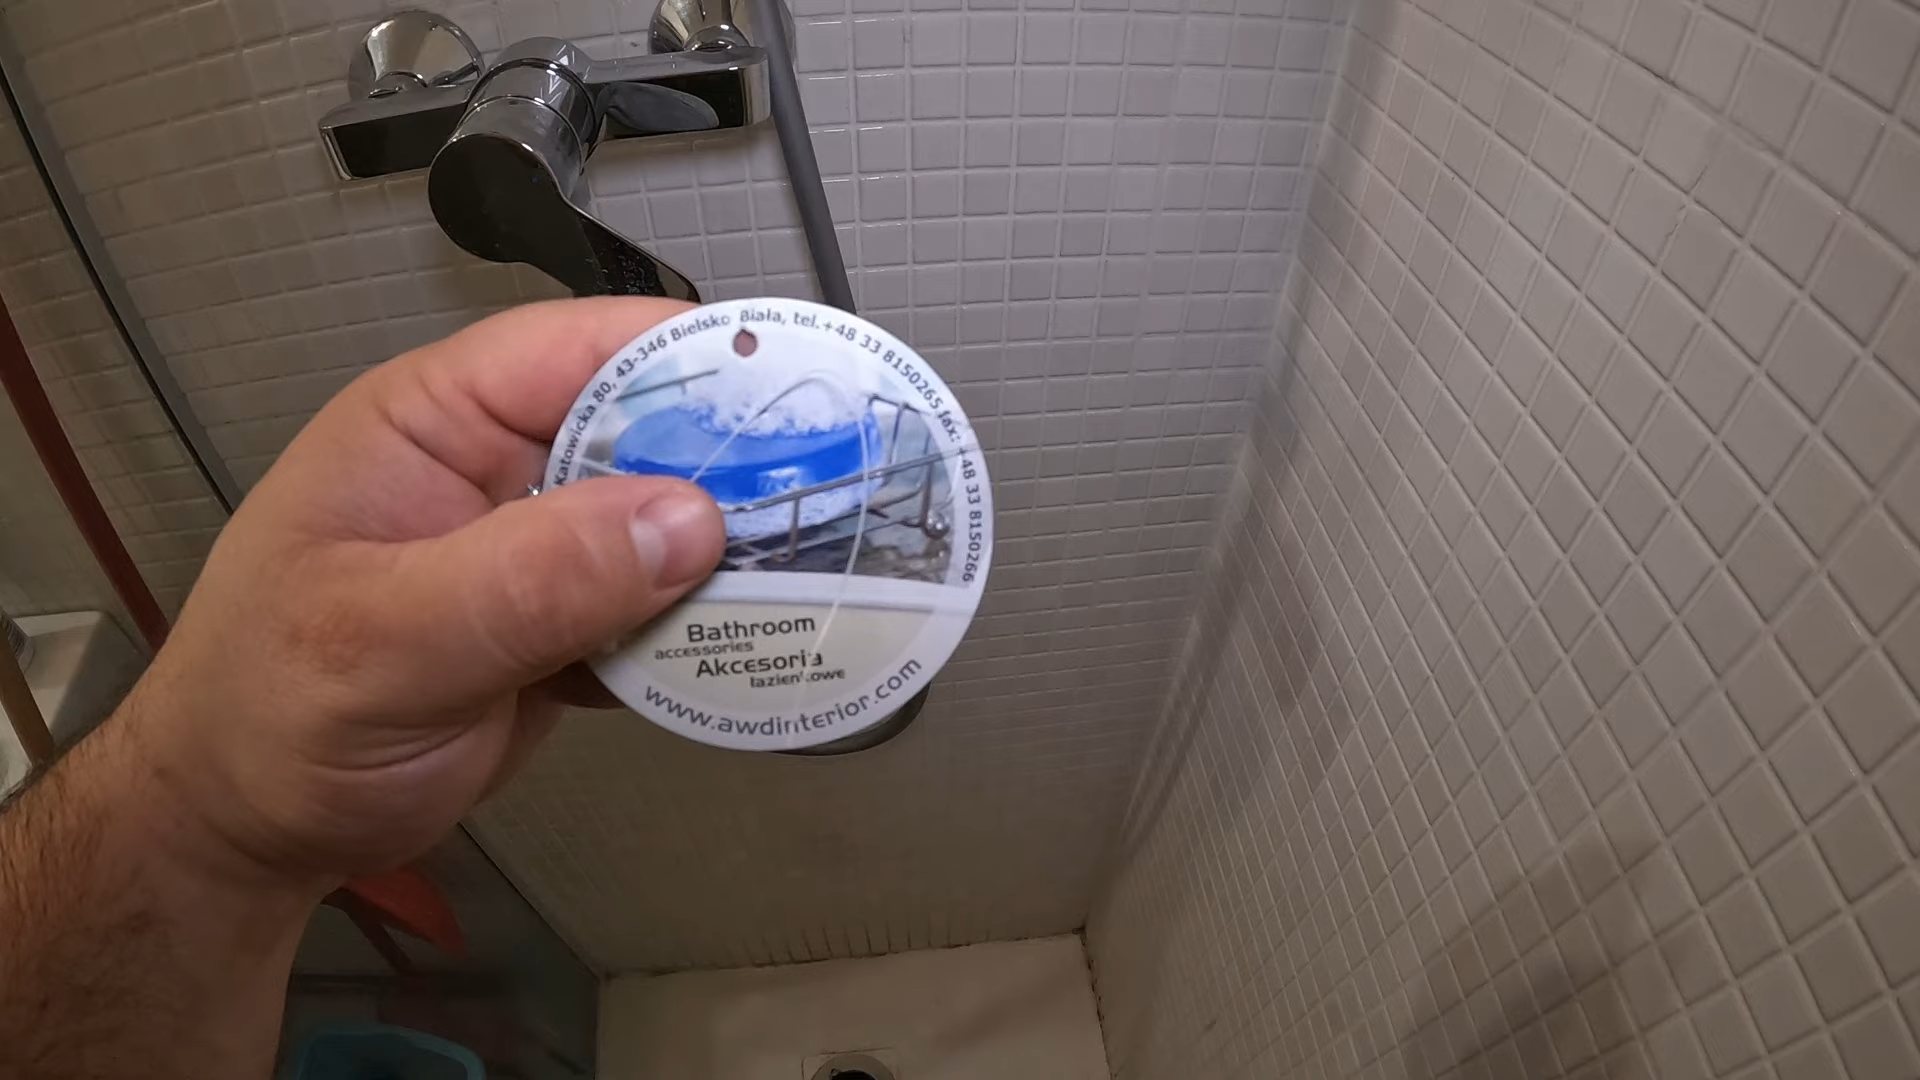 Katowicka 80, 43-346 Bielsko Biała, tel.+48 33 8150265 fax: +48 33 8150266
Bathroom
accessories
Akcesoria
łazienkowe
www.awdinterior.com